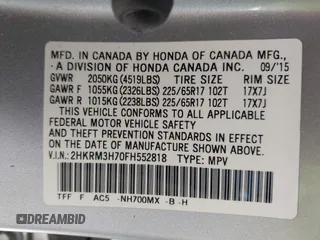 MFD. IN CANADA BY HONDA OF CANADA MFG.,
- A DIVISION OF HONDA CANADA INC. 09/15
GVWR 2050KG (4519LBS) TIRE SIZE RIM SIZE
GAWR F 1055KG (2326LBS) 225/65R17 102T 17X7J
GAWR R 1015KG (2238LBS) 225/65R17 102T 17X7J
THIS VEHICLE CONFORMS TO ALL APPLICABLE
FEDERAL MOTOR VEHICLE SAFETY AND
THEFT PREVENTION STANDARDS IN EFFECT
ON THE DATE OF MANUFACTURE SHOWN ABOVE.
V.I.N.: 2HKRM3H70FH552818 TYPE: MPV
TFF F AC5 -NH700MX -B -H
FAHRBID.COM